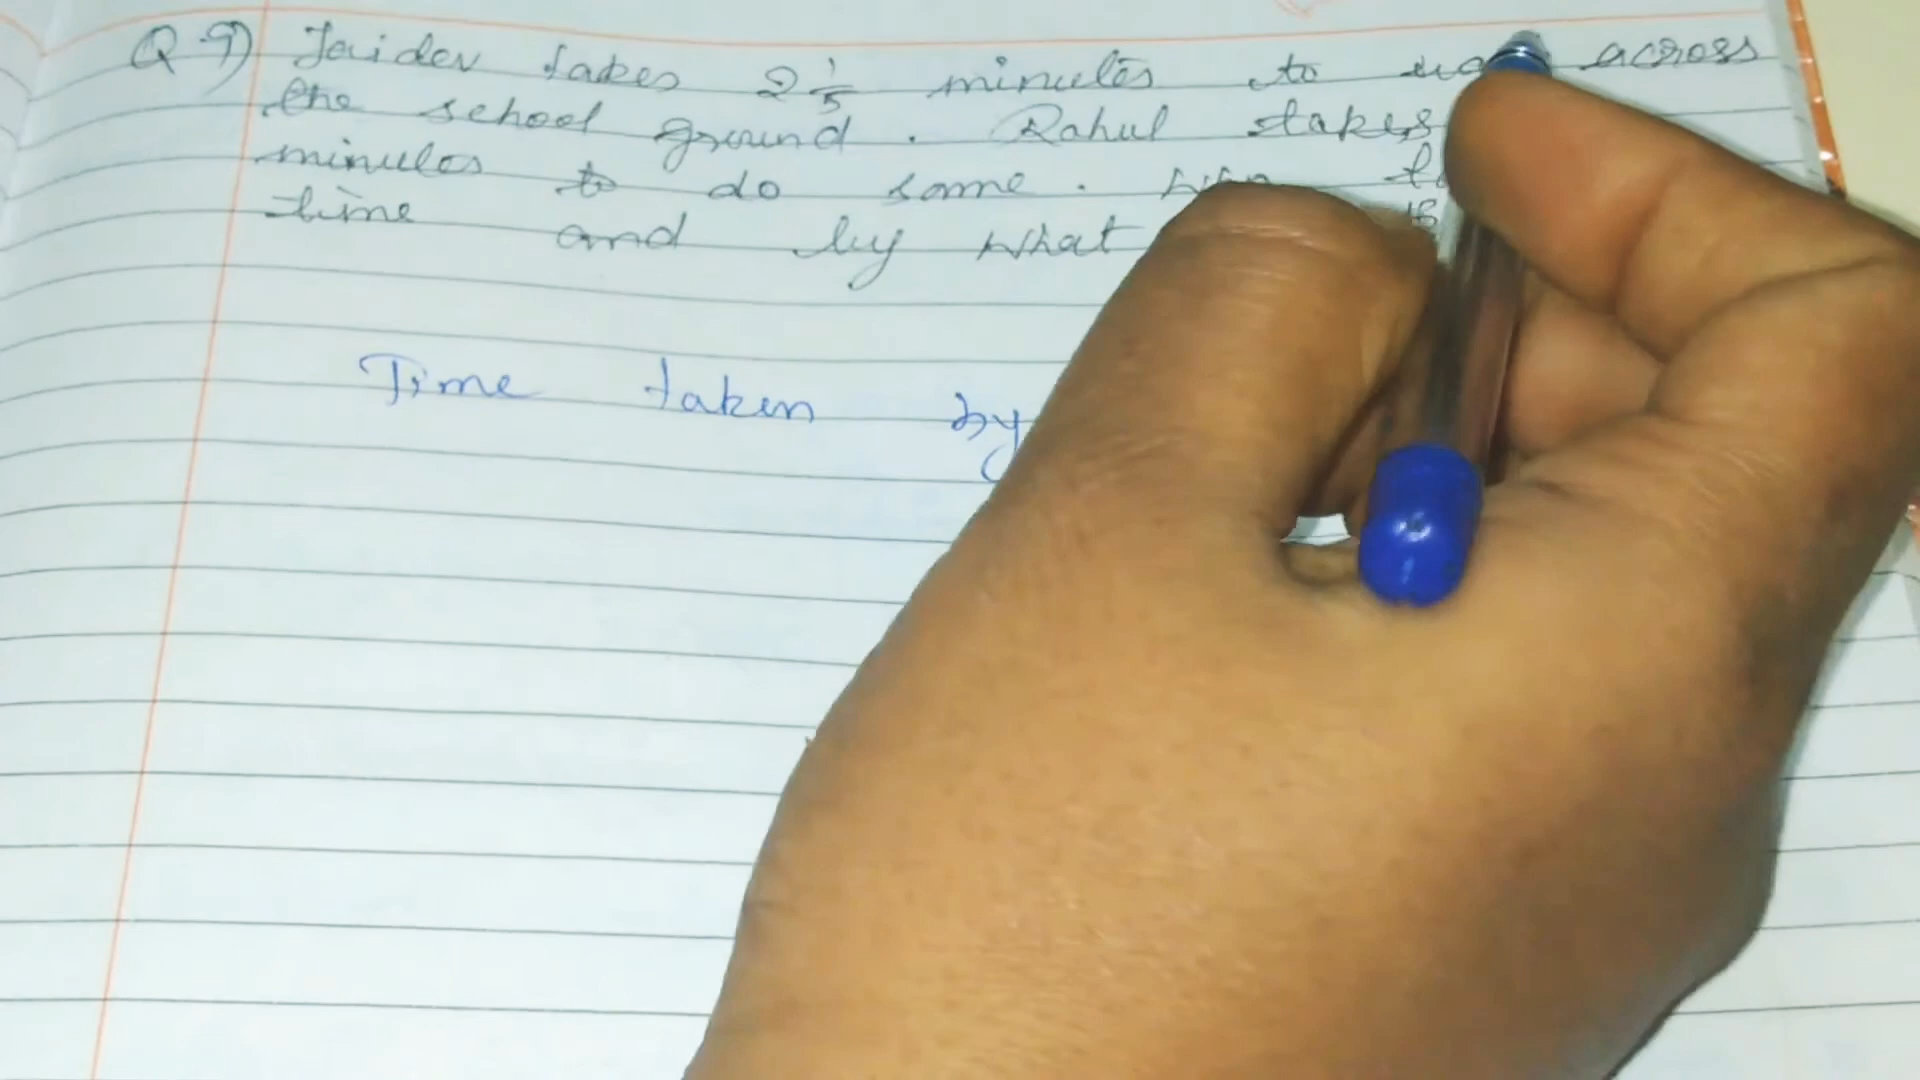 Q 9) Jaidev takes 2 1/5 minutes to across
the school ground. Rahul takes
minutes to do same.
time and by what
Time taken by